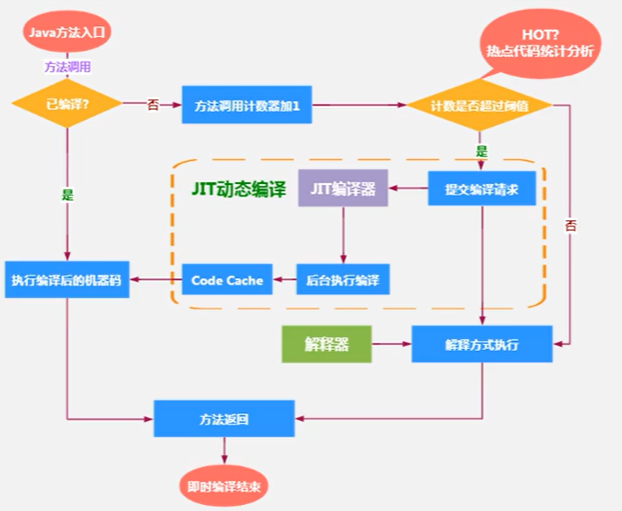 Java方法入口
方法调用
HOT?
热点代码统计分析
已编译?
否
方法调用计数器加1
计数是否超过阈值
是
JIT动态编译
JIT编译器
提交编译请求
是
否
执行编译后的机器码
Code Cache
后台执行编译
解释器
解释方式执行
方法返回
即时编译结束